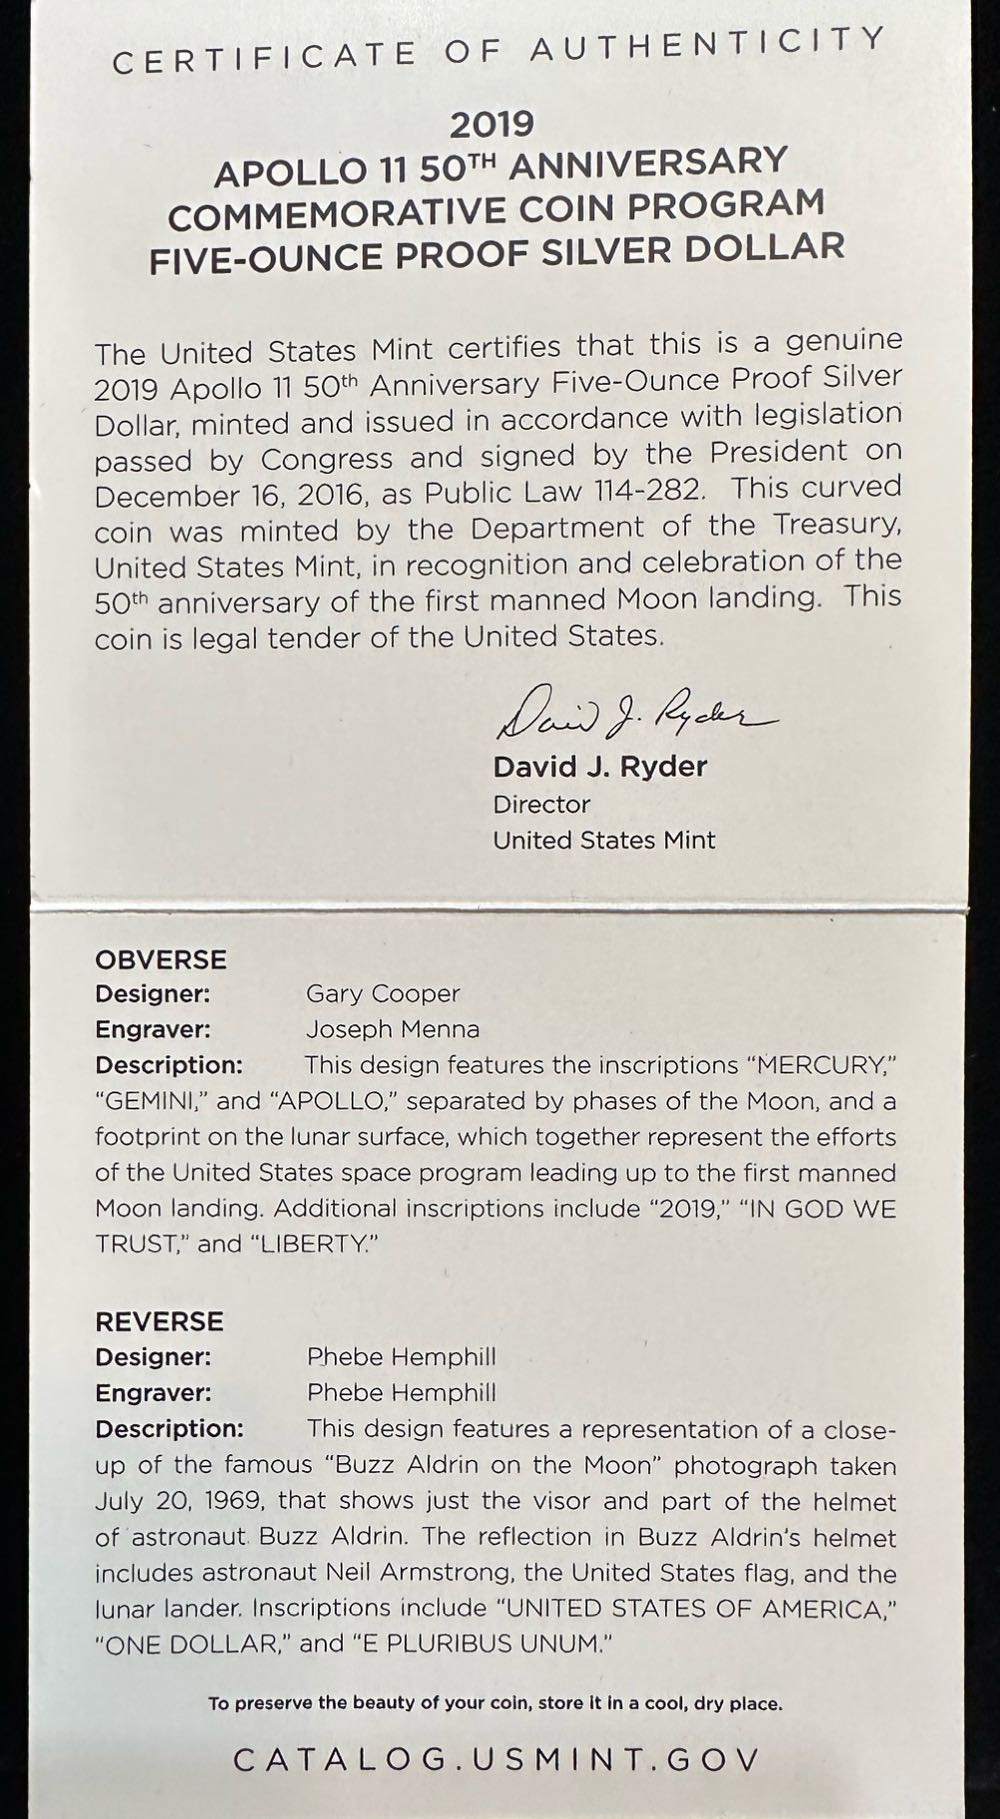 CERTIFICATE OF AUTHENTICITY
2019
APOLLO 11 50TH ANNIVERSARY
COMMEMORATIVE COIN PROGRAM
FIVE-OUNCE PROOF SILVER DOLLAR
The United States Mint certifies that this is a genuine
2019 Apollo 11 50th Anniversary Five-Ounce Proof Silver
Dollar, minted and issued in accordance with legislation
passed by Congress and signed by the President on
December 16, 2016, as Public Law 114-282. This curved
coin was minted by the Department of the Treasury,
United States Mint, in recognition and celebration of the
50th anniversary of the first manned Moon landing. This
coin is legal tender of the United States.
David J. Ryder
David J. Ryder
Director
United States Mint
OBVERSE
Designer: Gary Cooper
Engraver: Joseph Menna
Description: This design features the inscriptions “MERCURY,”
“GEMINI,” and “APOLLO,” separated by phases of the Moon, and a
footprint on the lunar surface, which together represent the efforts
of the United States space program leading up to the first manned
Moon landing. Additional inscriptions include “2019,” “IN GOD WE
TRUST,” and “LIBERTY.”
REVERSE
Designer: Phebe Hemphill
Engraver: Phebe Hemphill
Description: This design features a representation of a close-
up of the famous “Buzz Aldrin on the Moon” photograph taken
July 20, 1969, that shows just the visor and part of the helmet
of astronaut Buzz Aldrin. The reflection in Buzz Aldrin’s helmet
includes astronaut Neil Armstrong, the United States flag, and the
lunar lander. Inscriptions include “UNITED STATES OF AMERICA,”
“ONE DOLLAR,” and “E PLURIBUS UNUM.”
To preserve the beauty of your coin, store it in a cool, dry place.
CATALOG.USMINT.GOV